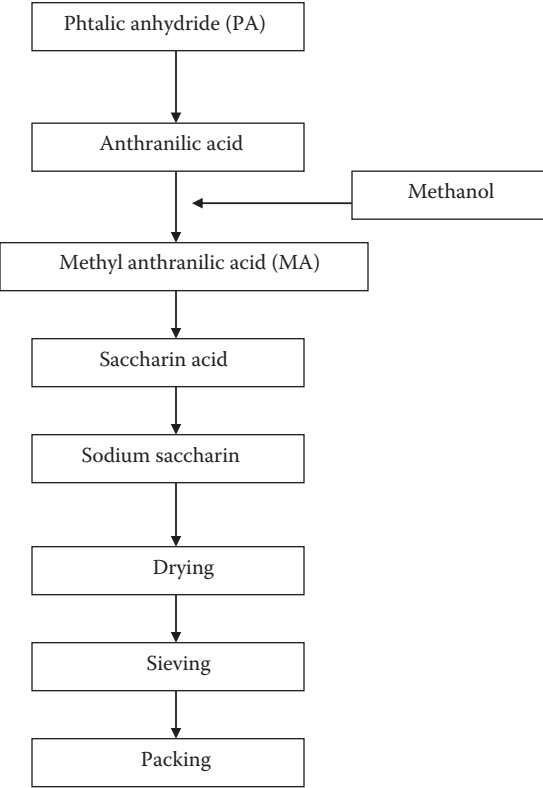 Phtalic anhydride (PA)
Anthranilic acid
Methanol
Methyl anthranilic acid (MA)
Saccharin acid
Sodium saccharin
Drying
Sieving
Packing